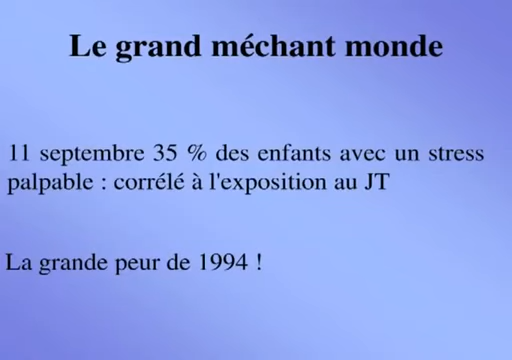 Le grand méchant monde
11 septembre 35 % des enfants avec un stress
palpable : corrélé à l'exposition au JT
La grande peur de 1994 !